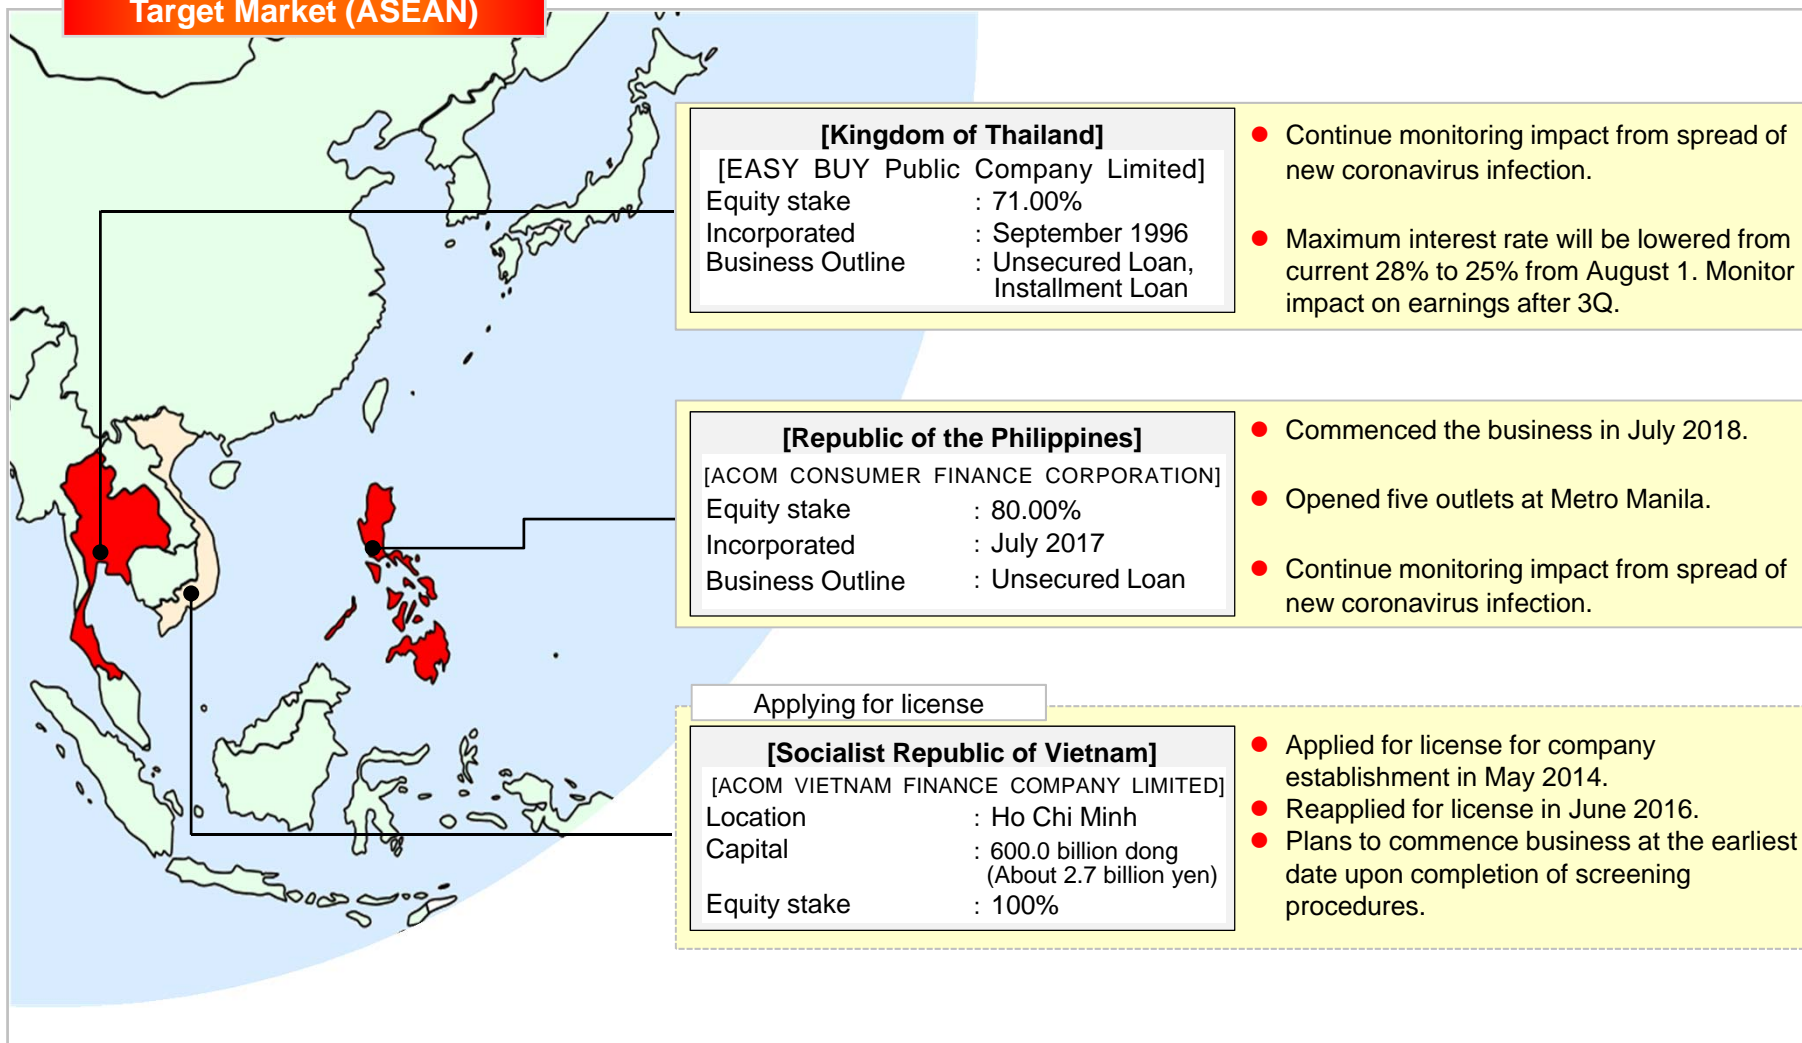 Target Market (ASEAN)
[Kingdom of Thailand]
[EASY BUY Public Company Limited]
Equity stake : 71.00%
Incorporated : September 1996
Business Outline : Unsecured Loan,
Installment Loan
● Continue monitoring impact from spread of
new coronavirus infection.
● Maximum interest rate will be lowered from
current 28% to 25% from August 1. Monitor
impact on earnings after 3Q.
[Republic of the Philippines]
[ACOM CONSUMER FINANCE CORPORATION]
Equity stake : 80.00%
Incorporated : July 2017
Business Outline : Unsecured Loan
● Commenced the business in July 2018.
● Opened five outlets at Metro Manila.
● Continue monitoring impact from spread of
new coronavirus infection.
Applying for license
[Socialist Republic of Vietnam]
[ACOM VIETNAM FINANCE COMPANY LIMITED]
Location : Ho Chi Minh
Capital : 600.0 billion dong
(About 2.7 billion yen)
Equity stake : 100%
● Applied for license for company
establishment in May 2014.
● Reapplied for license in June 2016.
● Plans to commence business at the earliest
date upon completion of screening
procedures.